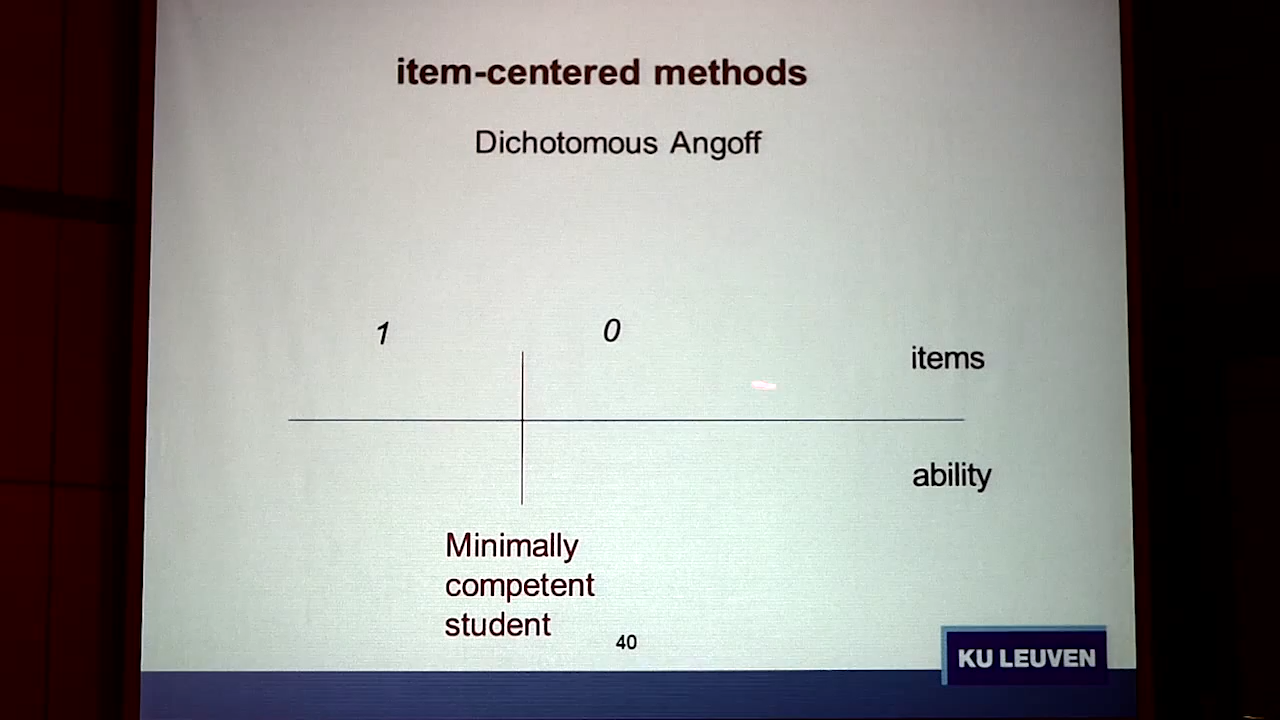 item-centered methods
Dichotomous Angoff
1
0
items
ability
Minimally
competent
student
40
KU LEUVEN